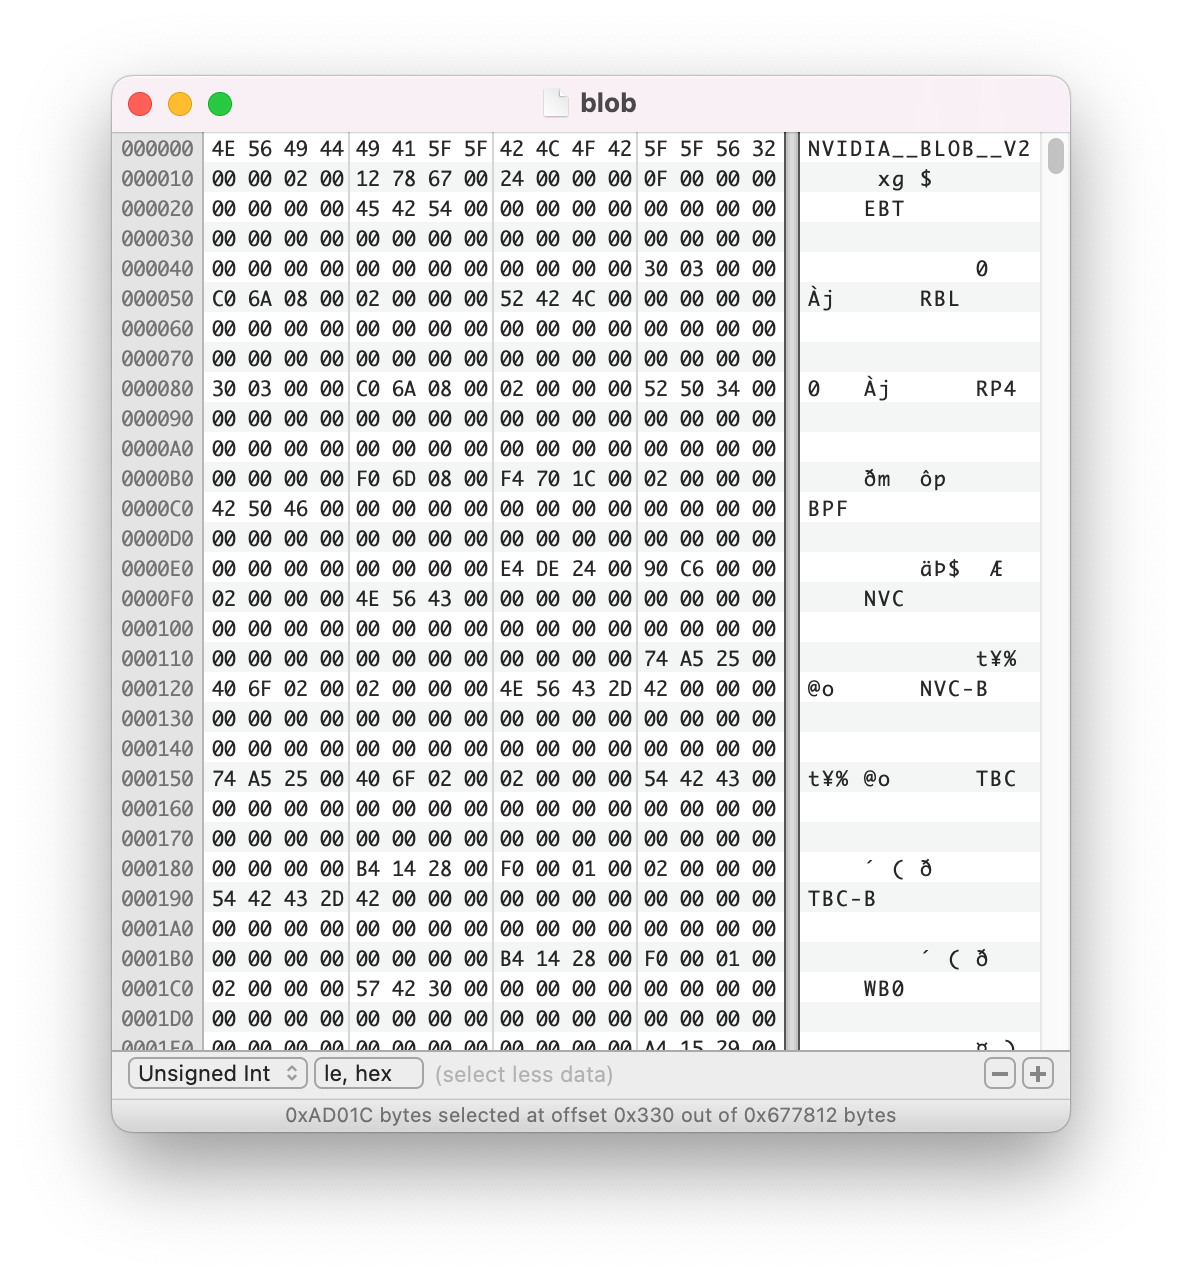 blob
000000 4E 56 49 44 49 41 5F 5F 42 4C 4F 42 5F 5F 56 32 NVIDIA__BLOB__V2
000010 00 00 02 00 12 78 67 00 24 00 00 00 0F 00 00 00 xg $
000020 00 00 00 00 45 42 54 00 00 00 00 00 00 00 00 00 EBT
000030 00 00 00 00 00 00 00 00 00 00 00 00 00 00 00 00
000040 00 00 00 00 00 00 00 00 00 00 00 00 30 03 00 00 0
000050 C0 6A 08 00 02 00 00 00 52 42 4C 00 00 00 00 00 Àj RBL
000060 00 00 00 00 00 00 00 00 00 00 00 00 00 00 00 00
000070 00 00 00 00 00 00 00 00 00 00 00 00 00 00 00 00
000080 30 03 00 00 C0 6A 08 00 02 00 00 00 52 50 34 00 0 Àj RP4
000090 00 00 00 00 00 00 00 00 00 00 00 00 00 00 00 00
0000A0 00 00 00 00 00 00 00 00 00 00 00 00 00 00 00 00
0000B0 00 00 00 00 F0 6D 08 00 F4 70 1C 00 02 00 00 00 ðm ôp
0000C0 42 50 46 00 00 00 00 00 00 00 00 00 00 00 00 00 BPF
0000D0 00 00 00 00 00 00 00 00 00 00 00 00 00 00 00 00
0000E0 00 00 00 00 00 00 00 00 E4 DE 24 00 90 C6 00 00 äÞ$ Æ
0000F0 02 00 00 00 4E 56 43 00 00 00 00 00 00 00 00 00 NVC
000100 00 00 00 00 00 00 00 00 00 00 00 00 00 00 00 00
000110 00 00 00 00 00 00 00 00 00 00 00 00 74 A5 25 00 t¥%
000120 40 6F 02 00 02 00 00 00 4E 56 43 2D 42 00 00 00 @o NVC-B
000130 00 00 00 00 00 00 00 00 00 00 00 00 00 00 00 00
000140 00 00 00 00 00 00 00 00 00 00 00 00 00 00 00 00
000150 74 A5 25 00 40 6F 02 00 02 00 00 00 54 42 43 00 t¥% @o TBC
000160 00 00 00 00 00 00 00 00 00 00 00 00 00 00 00 00
000170 00 00 00 00 00 00 00 00 00 00 00 00 00 00 00 00
000180 00 00 00 00 B4 14 28 00 F0 00 01 00 02 00 00 00 ´ ( ð
000190 54 42 43 2D 42 00 00 00 00 00 00 00 00 00 00 00 TBC-B
0001A0 00 00 00 00 00 00 00 00 00 00 00 00 00 00 00 00
0001B0 00 00 00 00 00 00 00 00 B4 14 28 00 F0 00 01 00 ´ ( ð
0001C0 02 00 00 00 57 42 30 00 00 00 00 00 00 00 00 00 WB0
0001D0 00 00 00 00 00 00 00 00 00 00 00 00 00 00 00 00
0001E0 00 00 00 00 00 00 00 00 00 00 00 00 A4 15 29 00 ¤ )
Unsigned Int le, hex (select less data)
0xAD01C bytes selected at offset 0x330 out of 0x677812 bytes